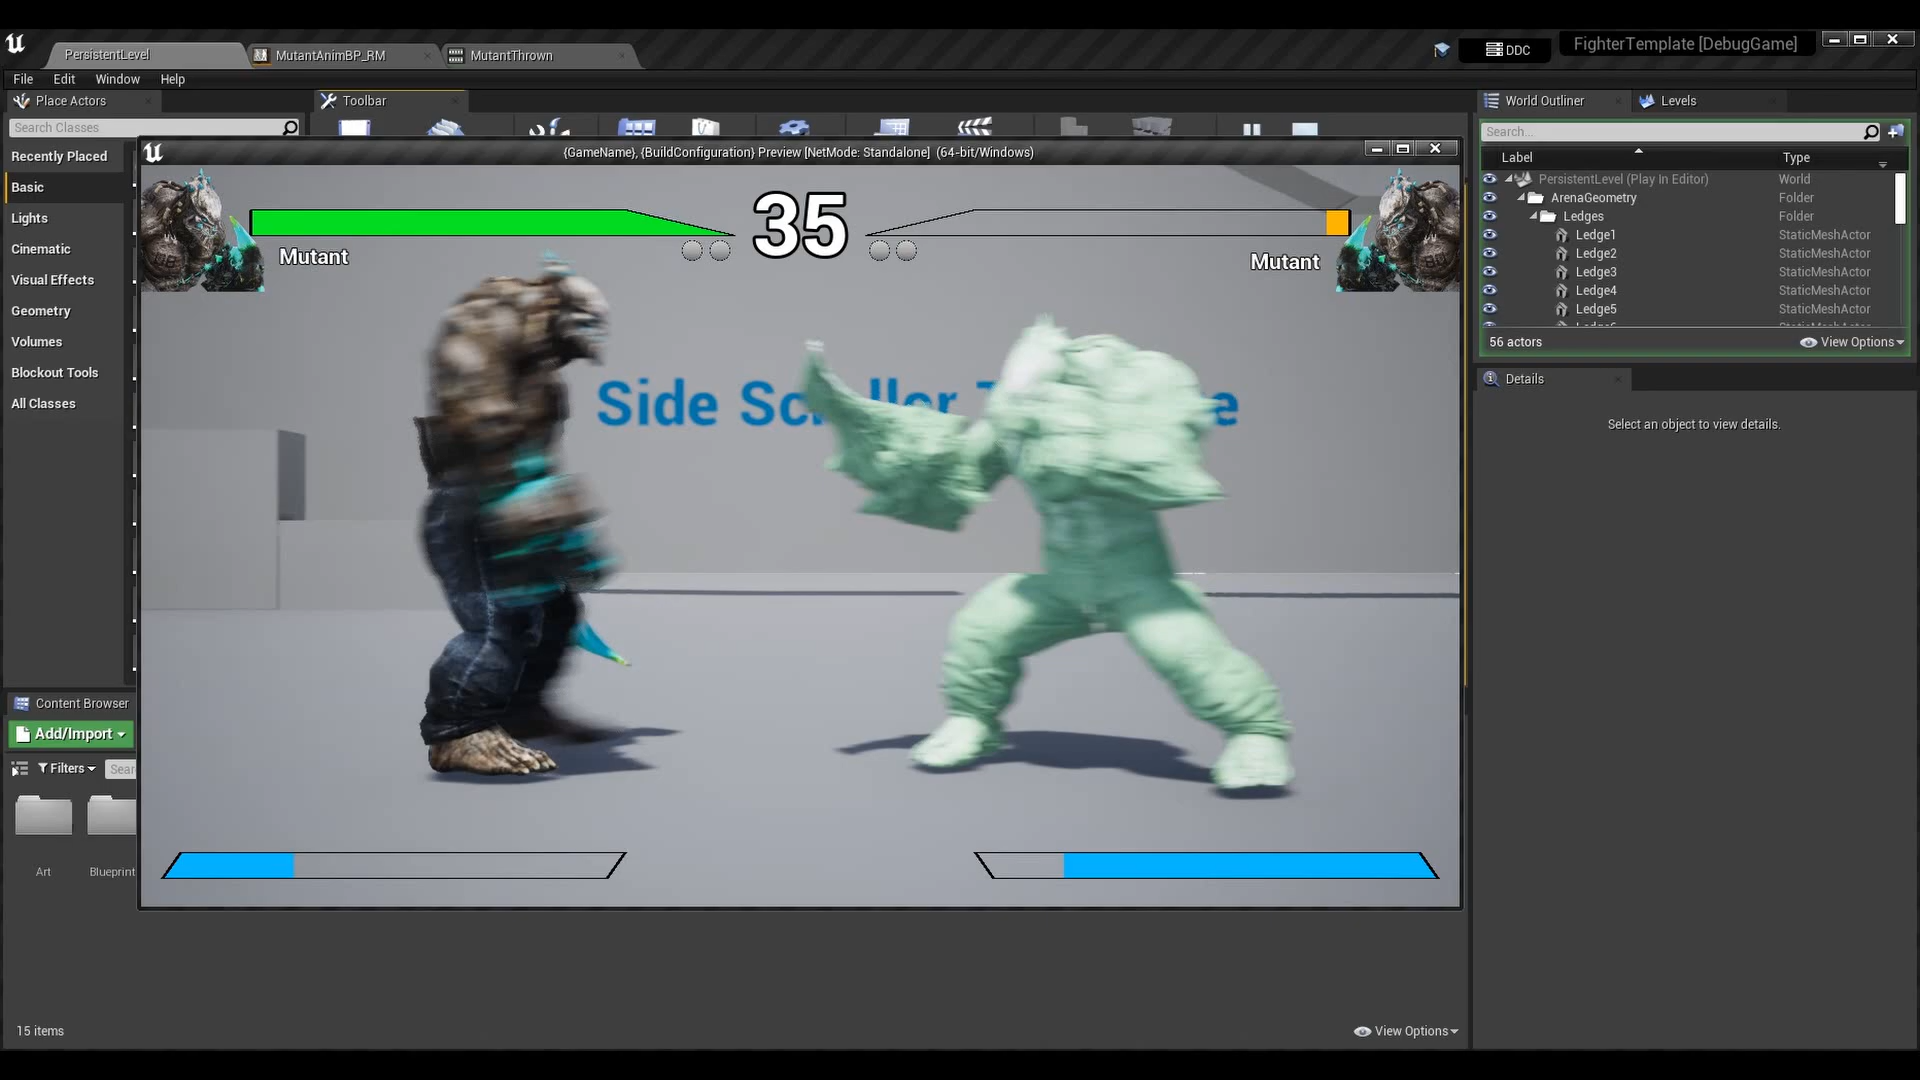 PersistentLevel
MutantAnimBP_RM
MutantThrown
DDC
FighterTemplate [DebugGame]
File
Edit
Window
Help
Place Actors
Toolbar
World Outliner
Levels
Search Classes
Search...
Recently Placed
Basic
Lights
Cinematic
Visual Effects
Geometry
Volumes
Blockout Tools
All Classes
{GameName}, {BuildConfiguration} Preview [NetMode: Standalone] (64-bit/Windows)
Label
Type
PersistentLevel (Play In Editor)
World
ArenaGeometry
Folder
Ledges
Folder
Ledge1
StaticMeshActor
Ledge2
StaticMeshActor
Ledge3
StaticMeshActor
Ledge4
StaticMeshActor
Ledge5
StaticMeshActor
56 actors
View Options
Details
Select an object to view details.
35
Mutant
Mutant
Side
Content Browser
Add/Import
Filters
Sear
Art
Blueprint
15 items
View Options